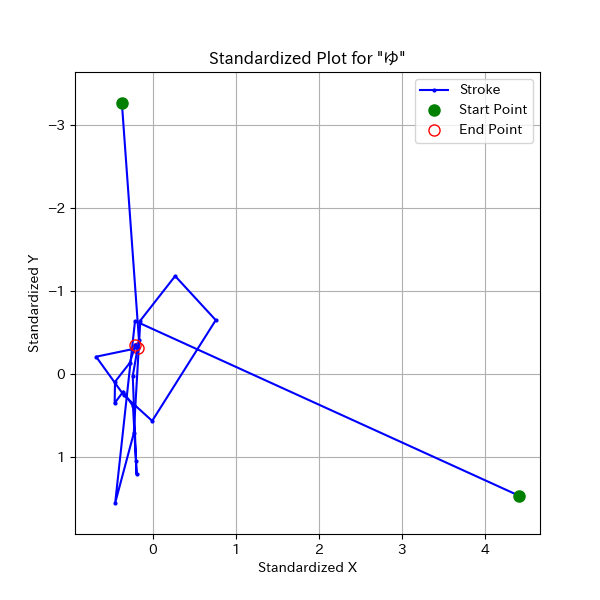 Standardized Plot for "ゆ"
Stroke
Start Point
End Point
Standardized Y
−3
−2
−1
0
1
0 1 2 3 4
Standardized X